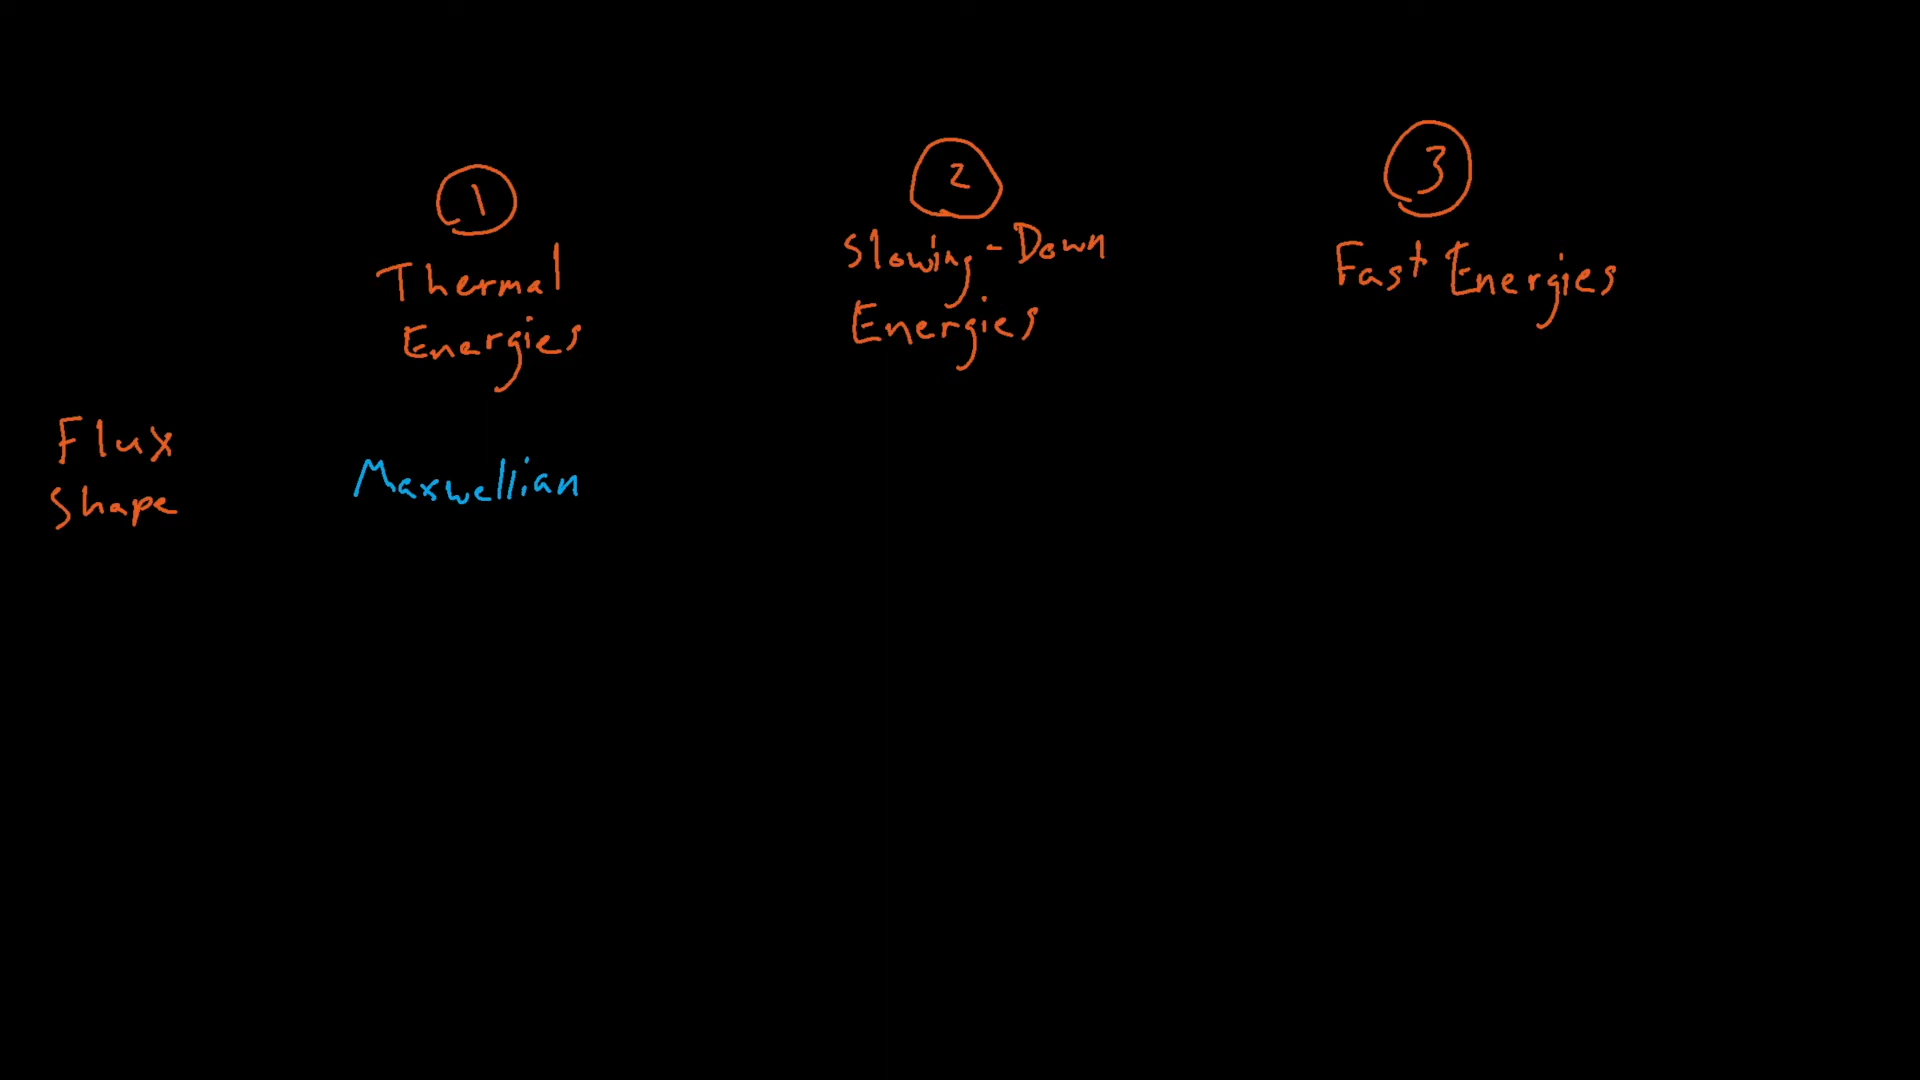 1
Thermal
Energies
2
Slowing-Down
Energies
3
Fast Energies
Flux
Shape
Maxwellian